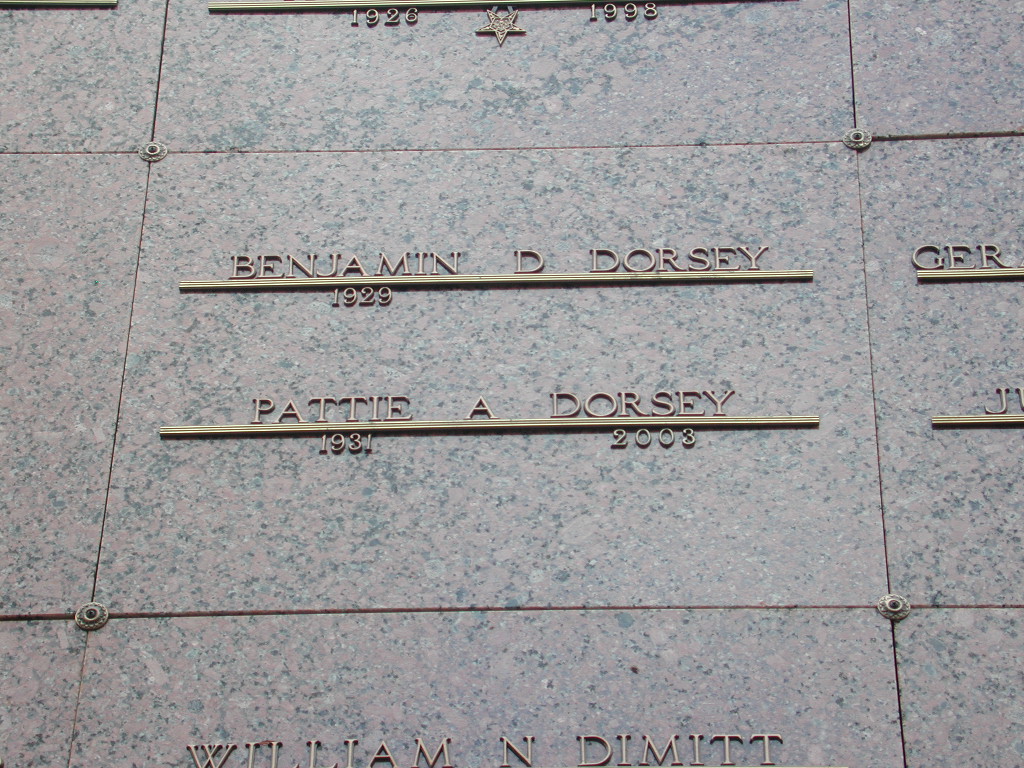 1926 1998
BENJAMIN D DORSEY
1929
PATTIE A DORSEY
1931 2003
WILLIAM N DIMITT